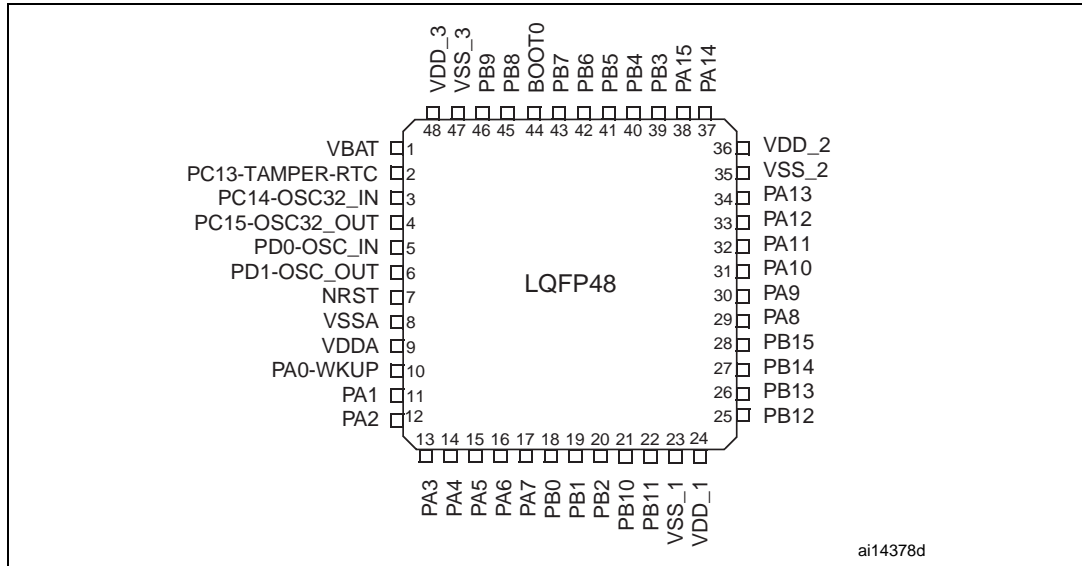 VDD_3
VSS_3
PB9
PB8
BOOT0
PB7
PB6
PB5
PB4
PB3
PA15
PA14
48 47 46 45 44 43 42 41 40 39 38 37
VBAT 1
PC13-TAMPER-RTC 2
PC14-OSC32_IN 3
PC15-OSC32_OUT 4
PD0-OSC_IN 5
PD1-OSC_OUT 6
NRST 7
VSSA 8
VDDA 9
PA0-WKUP 10
PA1 11
PA2 12
LQFP48
36 VDD_2
35 VSS_2
34 PA13
33 PA12
32 PA11
31 PA10
30 PA9
29 PA8
28 PB15
27 PB14
26 PB13
25 PB12
13 14 15 16 17 18 19 20 21 22 23 24
PA3
PA4
PA5
PA6
PA7
PB0
PB1
PB2
PB10
PB11
VSS_1
VDD_1
ai14378d